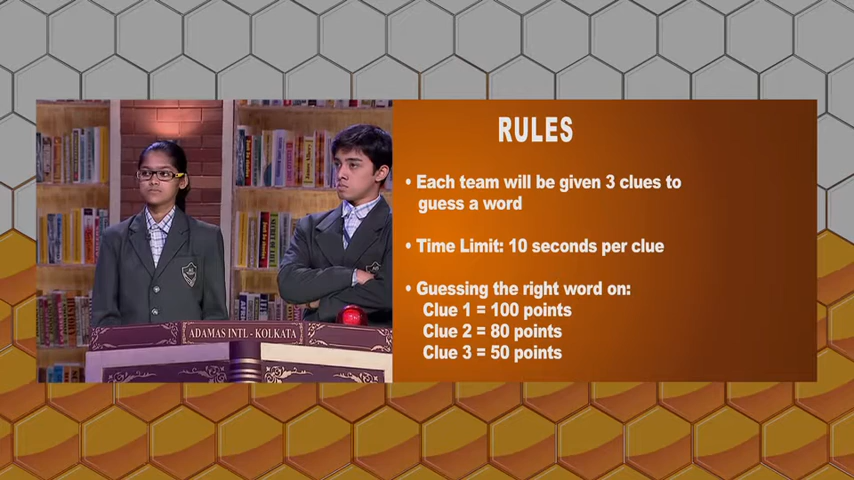 RULES
• Each team will be given 3 clues to
guess a word
• Time Limit: 10 seconds per clue
• Guessing the right word on:
Clue 1 = 100 points
Clue 2 = 80 points
Clue 3 = 50 points
ADAMAS INTL - KOLKATA